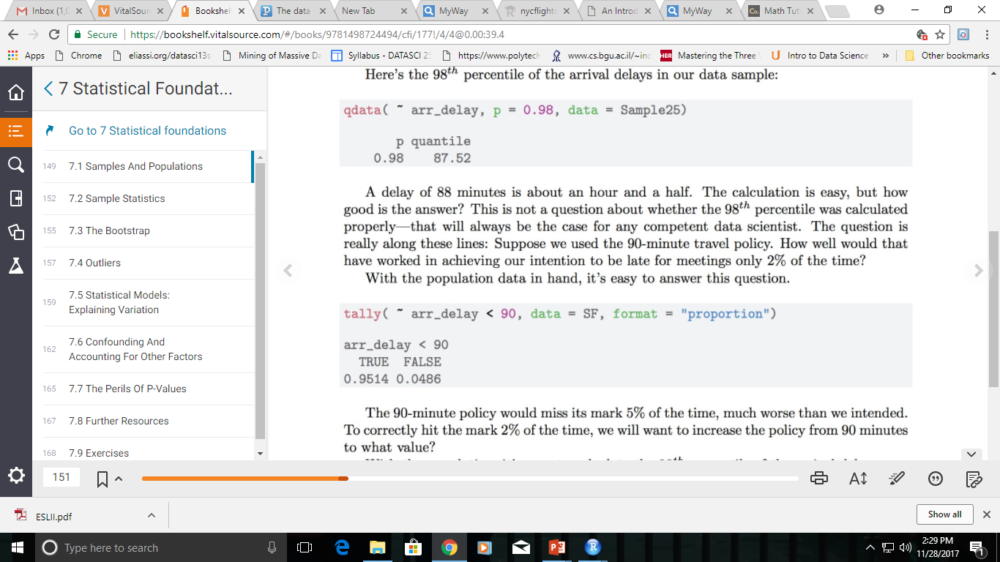 Inbox (1,0
VitalSour
Bookshel
The data
New Tab
MyWay
nycflights
An Introd
MyWay
Co. Math Tut
Secure https://bookshelf.vitalsource.com/#/books/9781498724494/cfi/177!/4/4@0.00:39.4
Apps Chrome eliassi.org/datasci13s Mining of Massive Da Syllabus - DATASCI 25 https://www.polytech www.cs.bgu.ac.il/~ino HBR Mastering the Three Intro to Data Science » Other bookmarks
7 Statistical Foundat...
Go to 7 Statistical foundations
149 7.1 Samples And Populations
152 7.2 Sample Statistics
155 7.3 The Bootstrap
157 7.4 Outliers
159 7.5 Statistical Models:
Explaining Variation
162 7.6 Confounding And
Accounting For Other Factors
165 7.7 The Perils Of P-Values
167 7.8 Further Resources
168 7.9 Exercises
Here's the 98th percentile of the arrival delays in our data sample:
qdata( ~ arr_delay, p = 0.98, data = Sample25)
p quantile
0.98 87.52
A delay of 88 minutes is about an hour and a half. The calculation is easy, but how
good is the answer? This is not a question about whether the 98th percentile was calculated
properly—that will always be the case for any competent data scientist. The question is
really along these lines: Suppose we used the 90-minute travel policy. How well would that
have worked in achieving our intention to be late for meetings only 2% of the time?
With the population data in hand, it's easy to answer this question.
tally( ~ arr_delay < 90, data = SF, format = "proportion")
arr_delay < 90
TRUE FALSE
0.9514 0.0486
The 90-minute policy would miss its mark 5% of the time, much worse than we intended.
To correctly hit the mark 2% of the time, we will want to increase the policy from 90 minutes
to what value?
151
ESLII.pdf
Show all
Type here to search
2:29 PM
11/28/2017